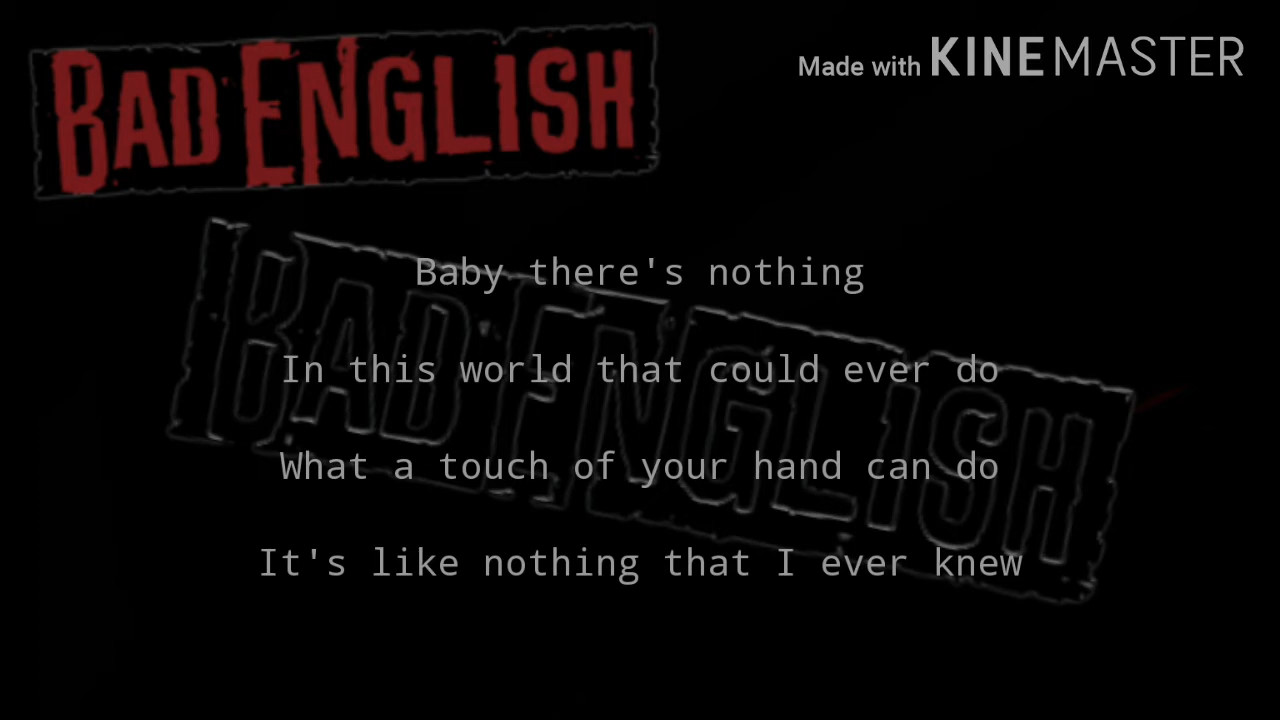 BAD ENGLISH
Made with KINEMASTER
BAD ENGLISH
Baby there's nothing
In this world that could ever do
What a touch of your hand can do
It's like nothing that I ever knew